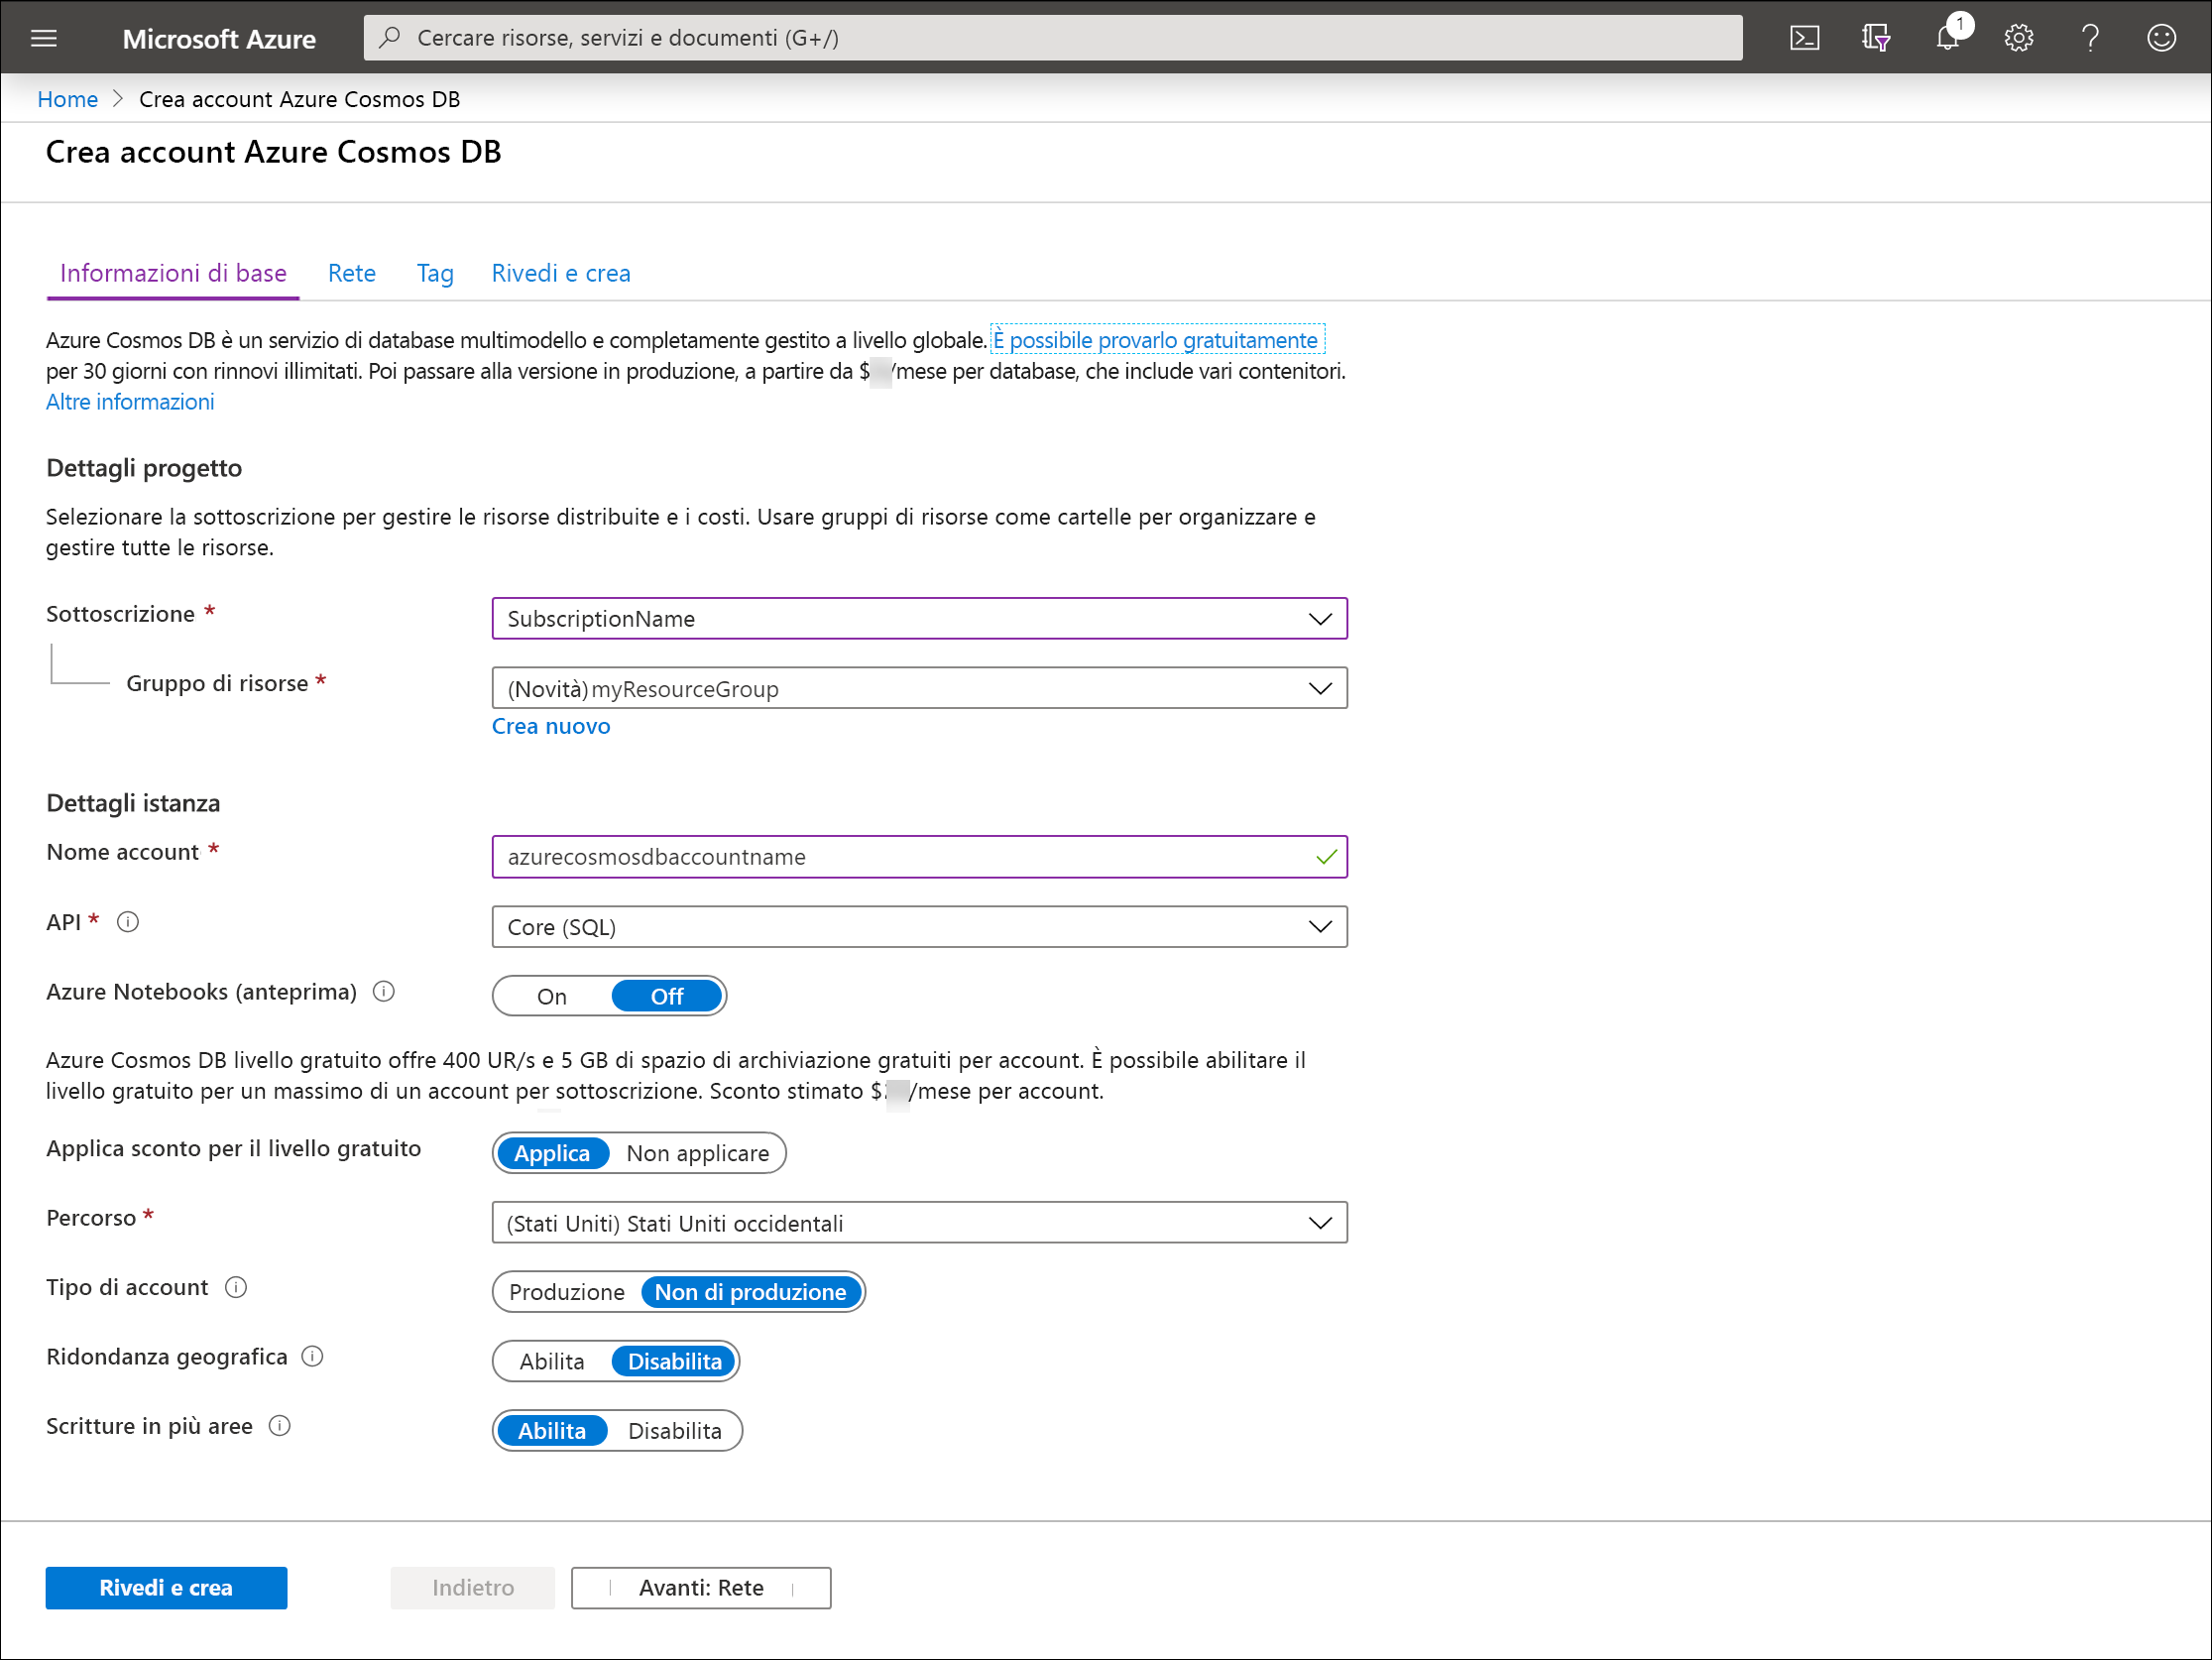 Microsoft Azure
Cercare risorse, servizi e documenti (G+/)
1
Home > Crea account Azure Cosmos DB
Crea account Azure Cosmos DB
Informazioni di base Rete Tag Rivedi e crea
Azure Cosmos DB è un servizio di database multimodello e completamente gestito a livello globale. È possibile provarlo gratuitamente
per 30 giorni con rinnovi illimitati. Poi passare alla versione in produzione, a partire da $ /mese per database, che include vari contenitori.
Altre informazioni
Dettagli progetto
Selezionare la sottoscrizione per gestire le risorse distribuite e i costi. Usare gruppi di risorse come cartelle per organizzare e
gestire tutte le risorse.
Sottoscrizione * SubscriptionName
Gruppo di risorse * (Novità) myResourceGroup
Crea nuovo
Dettagli istanza
Nome account * azurecosmosdbaccountname
API * Core (SQL)
Azure Notebooks (anteprima) On Off
Azure Cosmos DB livello gratuito offre 400 UR/s e 5 GB di spazio di archiviazione gratuiti per account. È possibile abilitare il
livello gratuito per un massimo di un account per sottoscrizione. Sconto stimato $ /mese per account.
Applica sconto per il livello gratuito Applica Non applicare
Percorso * (Stati Uniti) Stati Uniti occidentali
Tipo di account Produzione Non di produzione
Ridondanza geografica Abilita Disabilita
Scritture in più aree Abilita Disabilita
Rivedi e crea Indietro Avanti: Rete